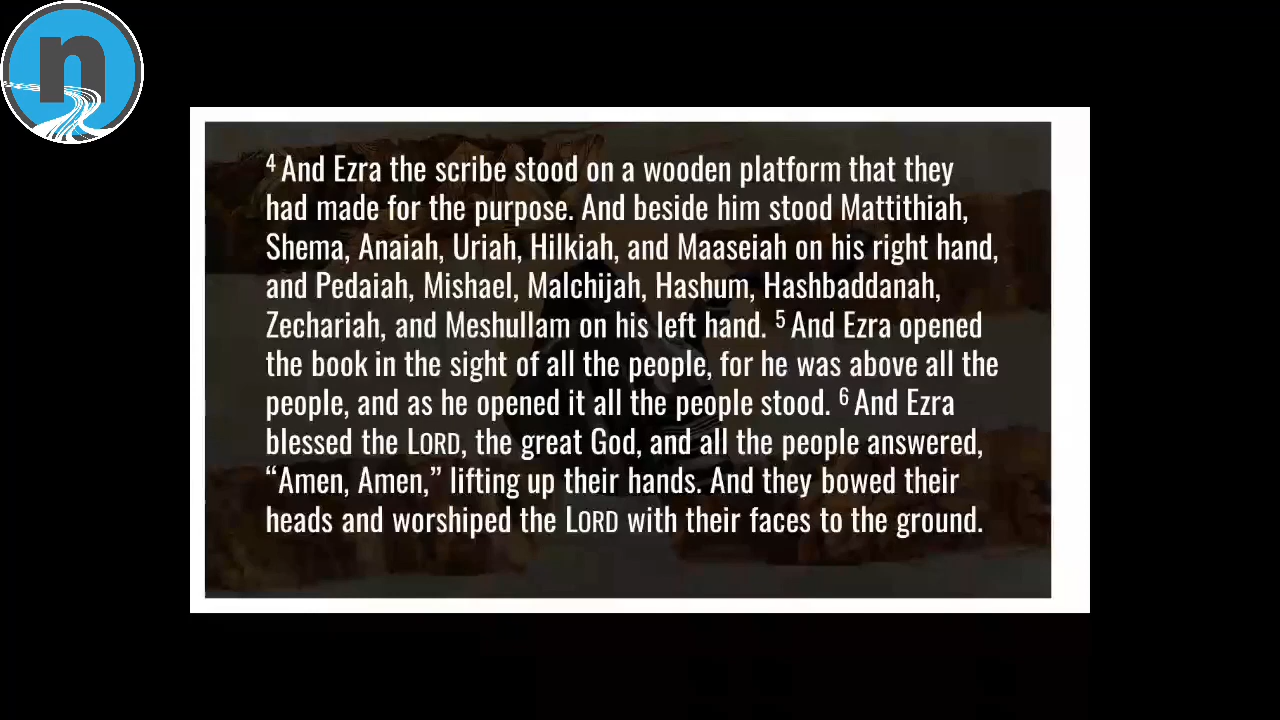 n
⁴ And Ezra the scribe stood on a wooden platform that they
had made for the purpose. And beside him stood Mattithiah,
Shema, Anaiah, Uriah, Hilkiah, and Maaseiah on his right hand,
and Pedaiah, Mishael, Malchijah, Hashum, Hashbaddanah,
Zechariah, and Meshullam on his left hand. ⁵ And Ezra opened
the book in the sight of all the people, for he was above all the
people, and as he opened it all the people stood. ⁶ And Ezra
blessed the LORD, the great God, and all the people answered,
“Amen, Amen,” lifting up their hands. And they bowed their
heads and worshiped the LORD with their faces to the ground.